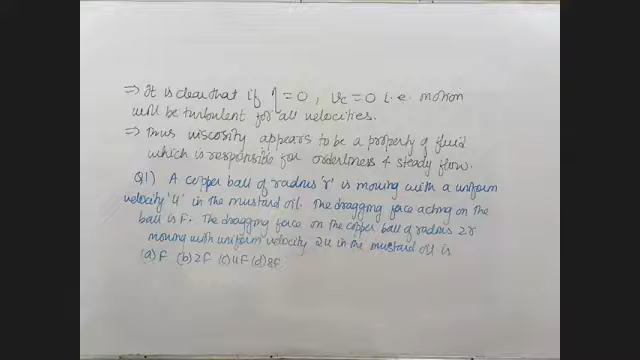 ⇒ It is clear that if η = 0, vc = 0 i.e. motion
will be turbulent for all velocities.
⇒ Thus viscosity appears to be a property of fluid
which is responsible for orderliness & steady flow.
Q1) A copper ball of radius 'r' is moving with a uniform
velocity 'u' in the mustard oil. The dragging force acting on the
ball is F. The dragging force on the copper ball of radius 2r
moving with uniform velocity 2u in the mustard oil is
(a) F (b) 2F (c) 4F (d) 8F